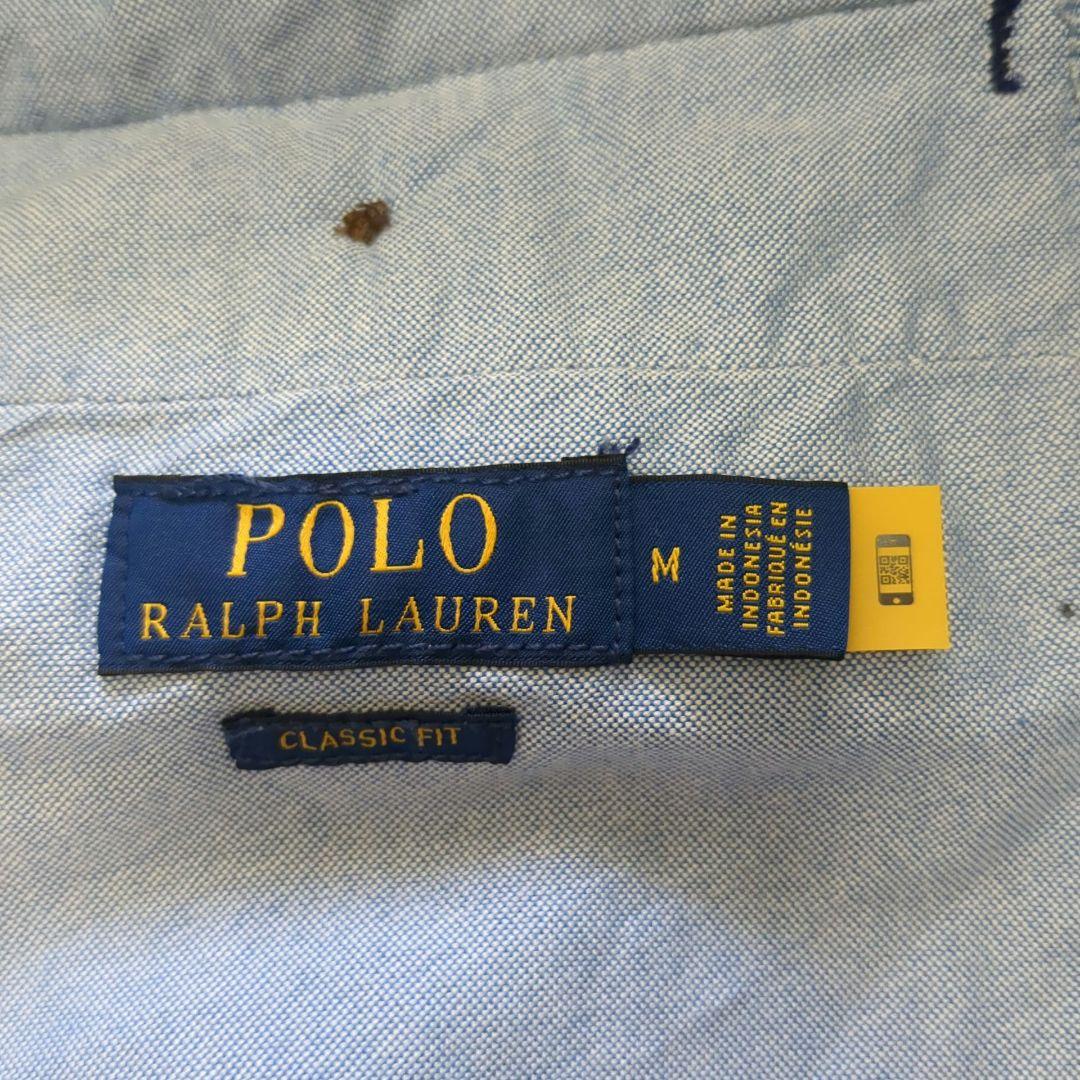 POLO
RALPH LAUREN
M
MADE IN
INDONESIA
FABRIQUÉ EN
INDONÉSIE
CLASSIC FIT